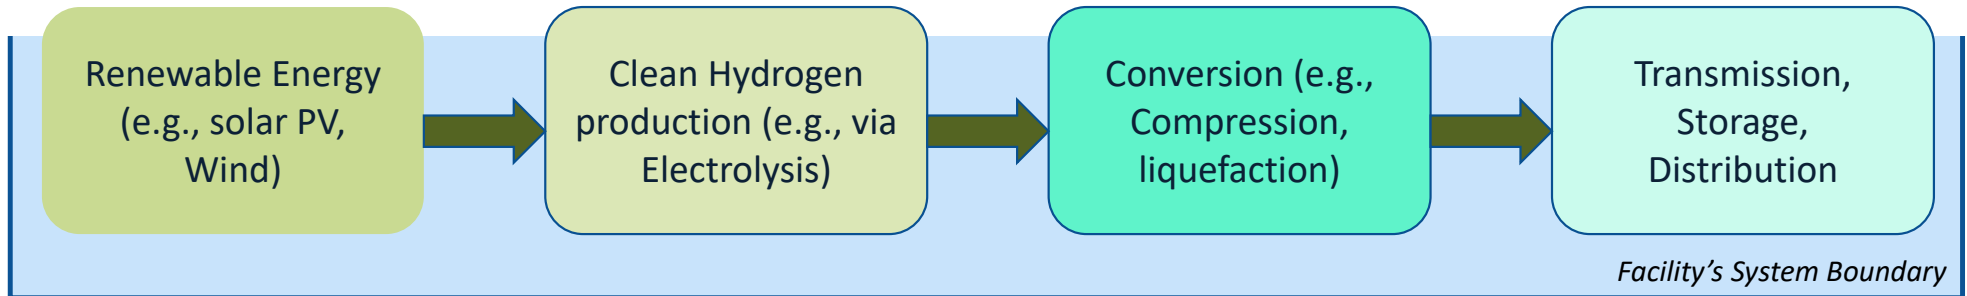 Renewable Energy
(e.g., solar PV,
Wind)
Clean Hydrogen
production (e.g., via
Electrolysis)
Conversion (e.g.,
Compression,
liquefaction)
Transmission,
Storage,
Distribution
Facility’s System Boundary